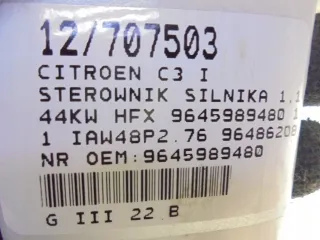 12/707503
CITROEN C3 I
STEROWNIK SILNIKA 1,1
44KW HFX 9645989480 1
1 IAW48P2.76 96486208
NR OEM:9645989480
G III 22 B